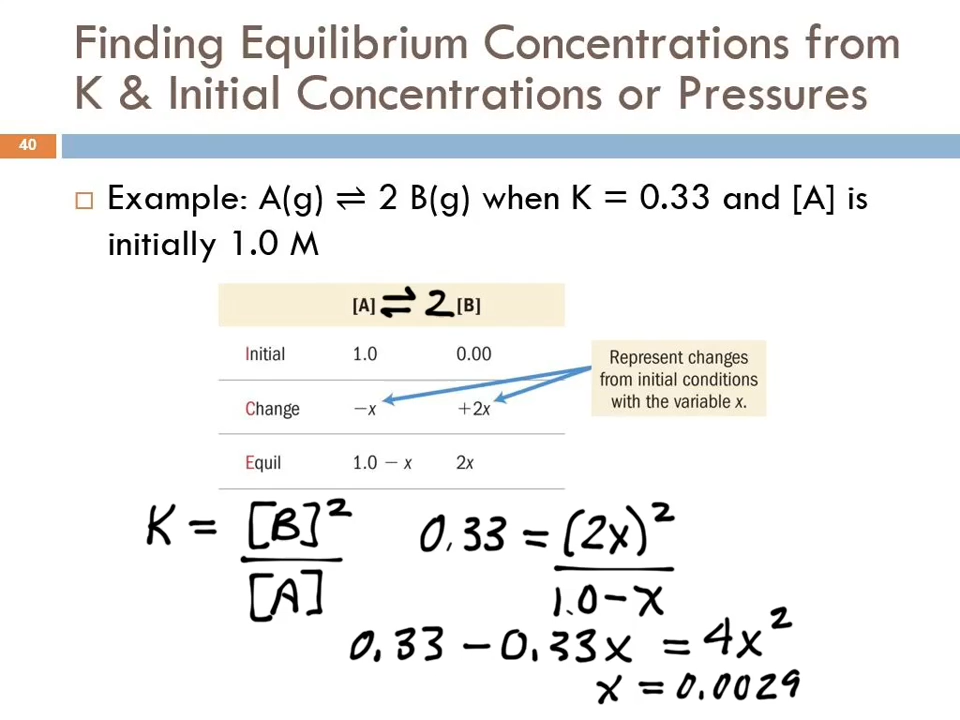 Finding Equilibrium Concentrations from
K & Initial Concentrations or Pressures
40
Example: A(g) ⇌ 2 B(g) when K = 0.33 and [A] is
initially 1.0 M
[A] ⇌ 2 [B]
Initial 1.0 0.00
Change −x +2x
Equil 1.0 − x 2x
Represent changes
from initial conditions
with the variable x.
K = [B]² / [A] 0.33 = (2x)² / 1.0 − x
0.33 − 0.33x = 4x²
x = 0.0029